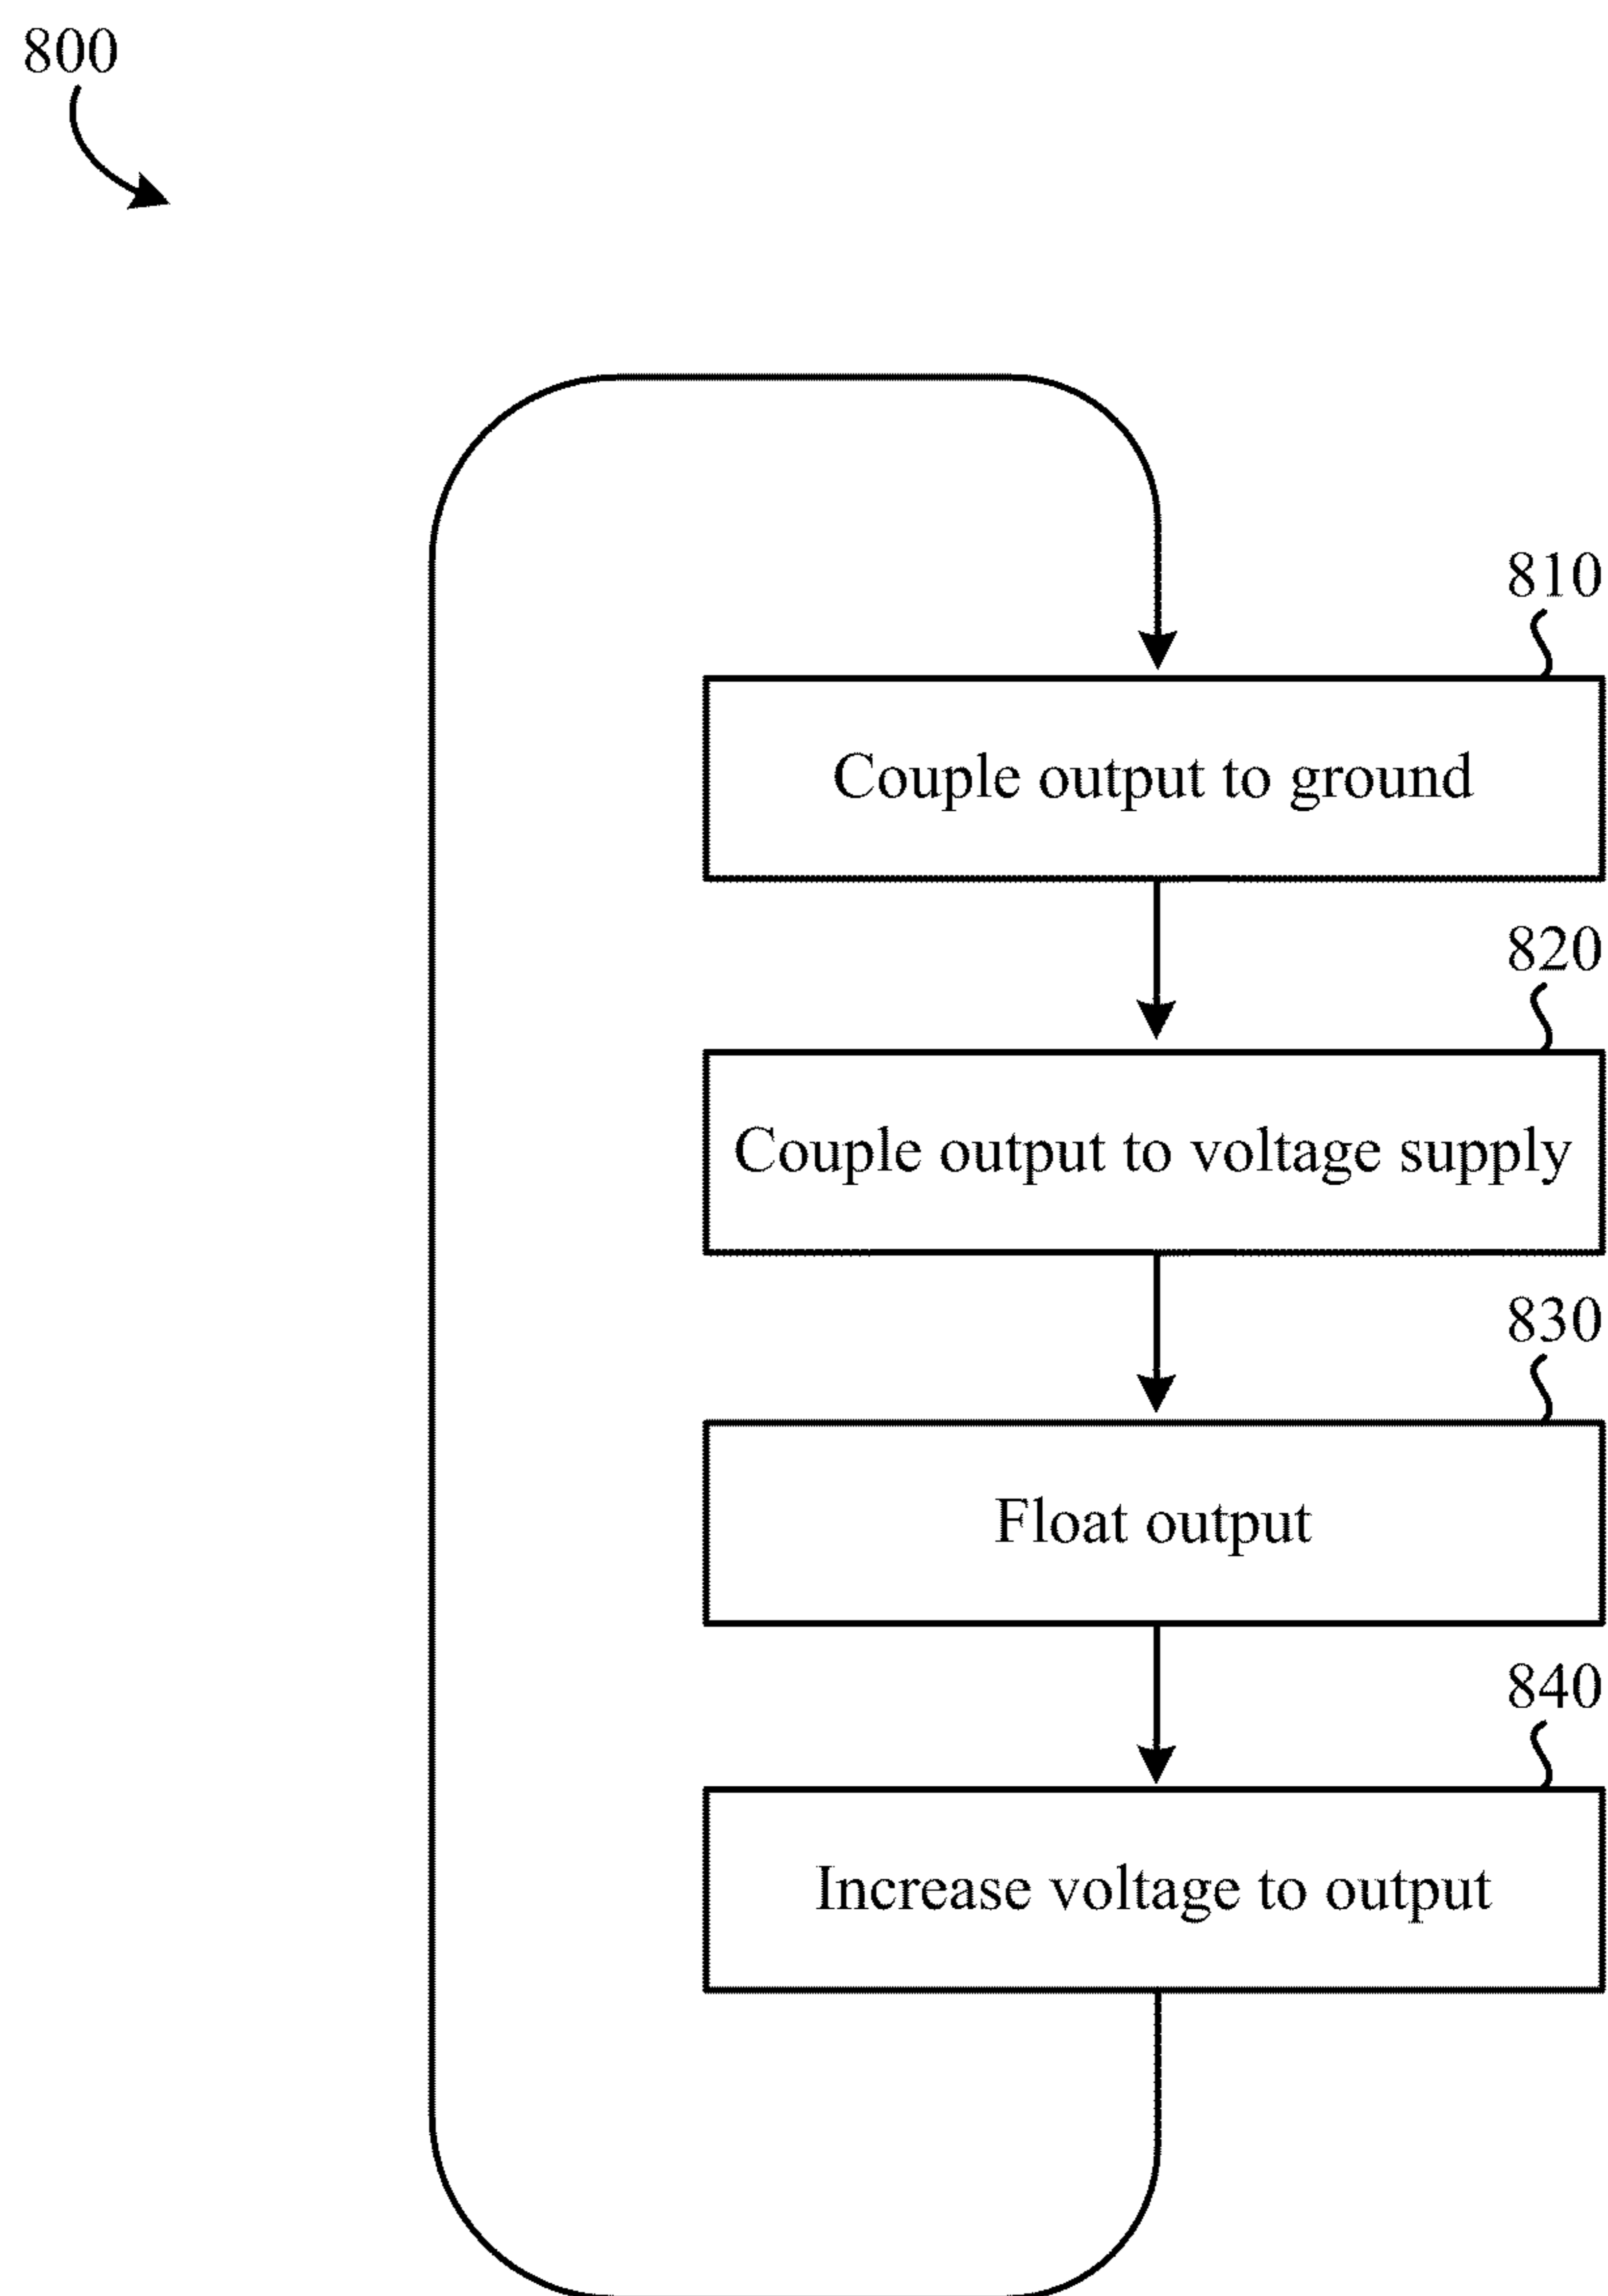 800
810
Couple output to ground
820
Couple output to voltage supply
830
Float output
840
Increase voltage to output